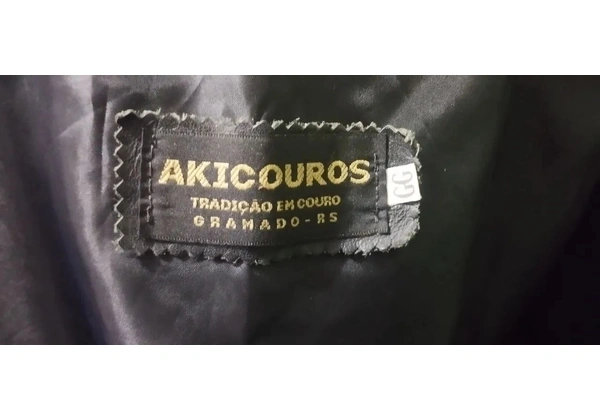 AKICOUROS
TRADIÇÃO EM COURO
GRAMADO-RS
GG